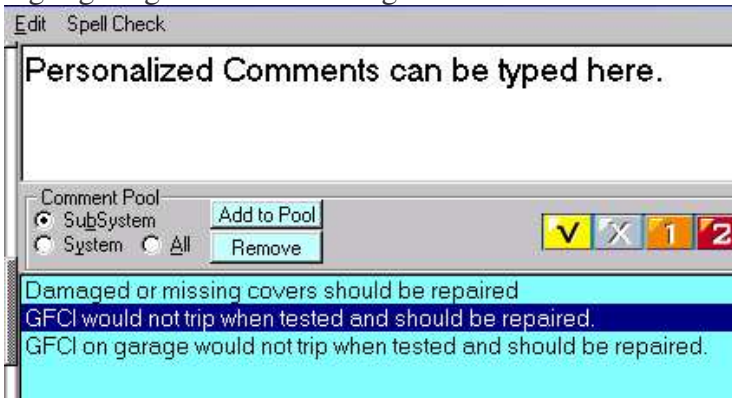 Edit Spell Check
Personalized Comments can be typed here.
Comment Pool
SubSystem
Add to Pool
System All
Remove
V X 1 2
Damaged or missing covers should be repaired
GFCI would not trip when tested and should be repaired.
GFCI on garage would not trip when tested and should be repaired.